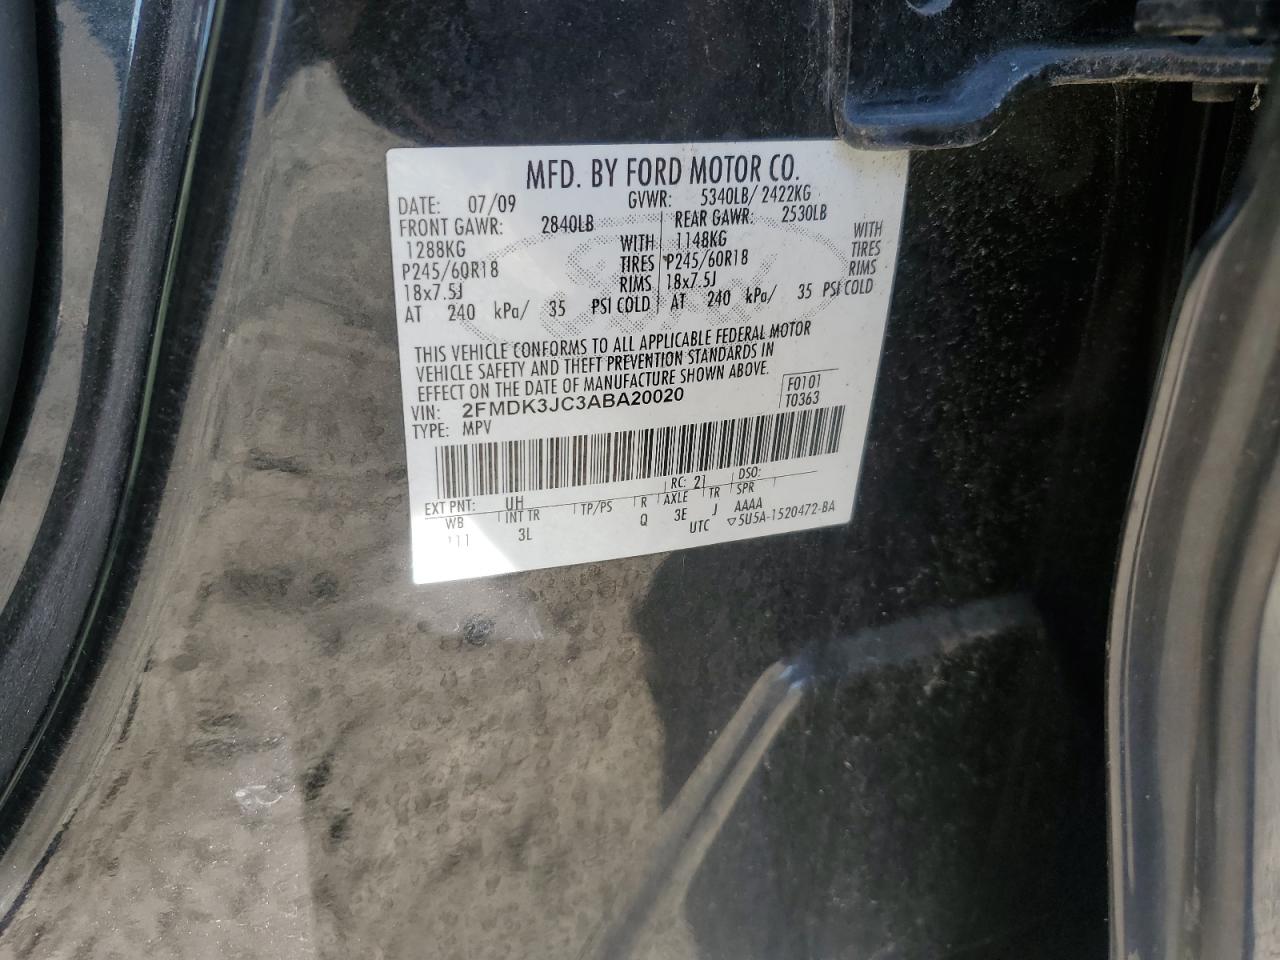 MFD. BY FORD MOTOR CO.
DATE: 07/09 GVWR: 5340LB/ 2422KG
FRONT GAWR: 2840LB REAR GAWR: 2530LB
1288KG WITH 1148KG WITH
P245/60R18 TIRES P245/60R18 TIRES
18x7.5J RIMS 18x7.5J RIMS
AT 240 kPa/ 35 PSI COLD AT 240 kPa/ 35 PSI COLD
THIS VEHICLE CONFORMS TO ALL APPLICABLE FEDERAL MOTOR
VEHICLE SAFETY AND THEFT PREVENTION STANDARDS IN
EFFECT ON THE DATE OF MANUFACTURE SHOWN ABOVE.
VIN: 2FMDK3JC3ABA20020 F0101
TYPE: MPV T0363
EXT PNT: UH RC: 21 DSO:
WB INT TR TP/PS R AXLE TR SPR
111 3L Q 3E J AAAA
UTC ▽5U5A-1520472-BA